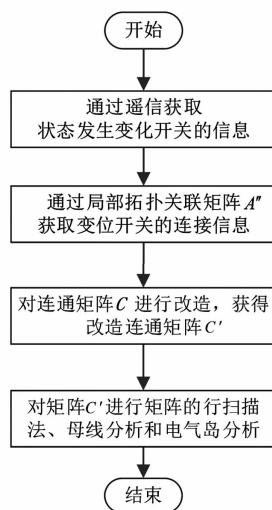 开始
通过遥信获取
状态发生变化开关的信息
通过局部拓扑关联矩阵A″
获取变位开关的连接信息
对连通矩阵C 进行改造，获得
改造连通矩阵C′
对矩阵C′进行矩阵的行扫描
法、母线分析和电气岛分析
结束